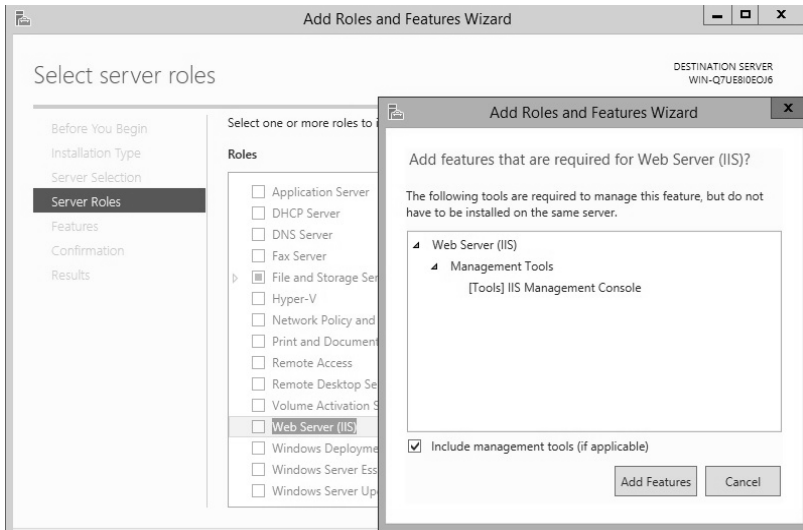 Add Roles and Features Wizard
Select server roles
DESTINATION SERVER
WIN-Q7UE8I0EOJ6
Before You Begin
Installation Type
Server Selection
Server Roles
Features
Confirmation
Results
Select one or more roles to i
Roles
Application Server
DHCP Server
DNS Server
Fax Server
File and Storage Ser
Hyper-V
Network Policy and
Print and Document
Remote Access
Remote Desktop Se
Volume Activation S
Web Server (IIS)
Windows Deployme
Windows Server Ess
Windows Server Up
Add Roles and Features Wizard
Add features that are required for Web Server (IIS)?
The following tools are required to manage this feature, but do not
have to be installed on the same server.
Web Server (IIS)
Management Tools
[Tools] IIS Management Console
Include management tools (if applicable)
Add Features
Cancel